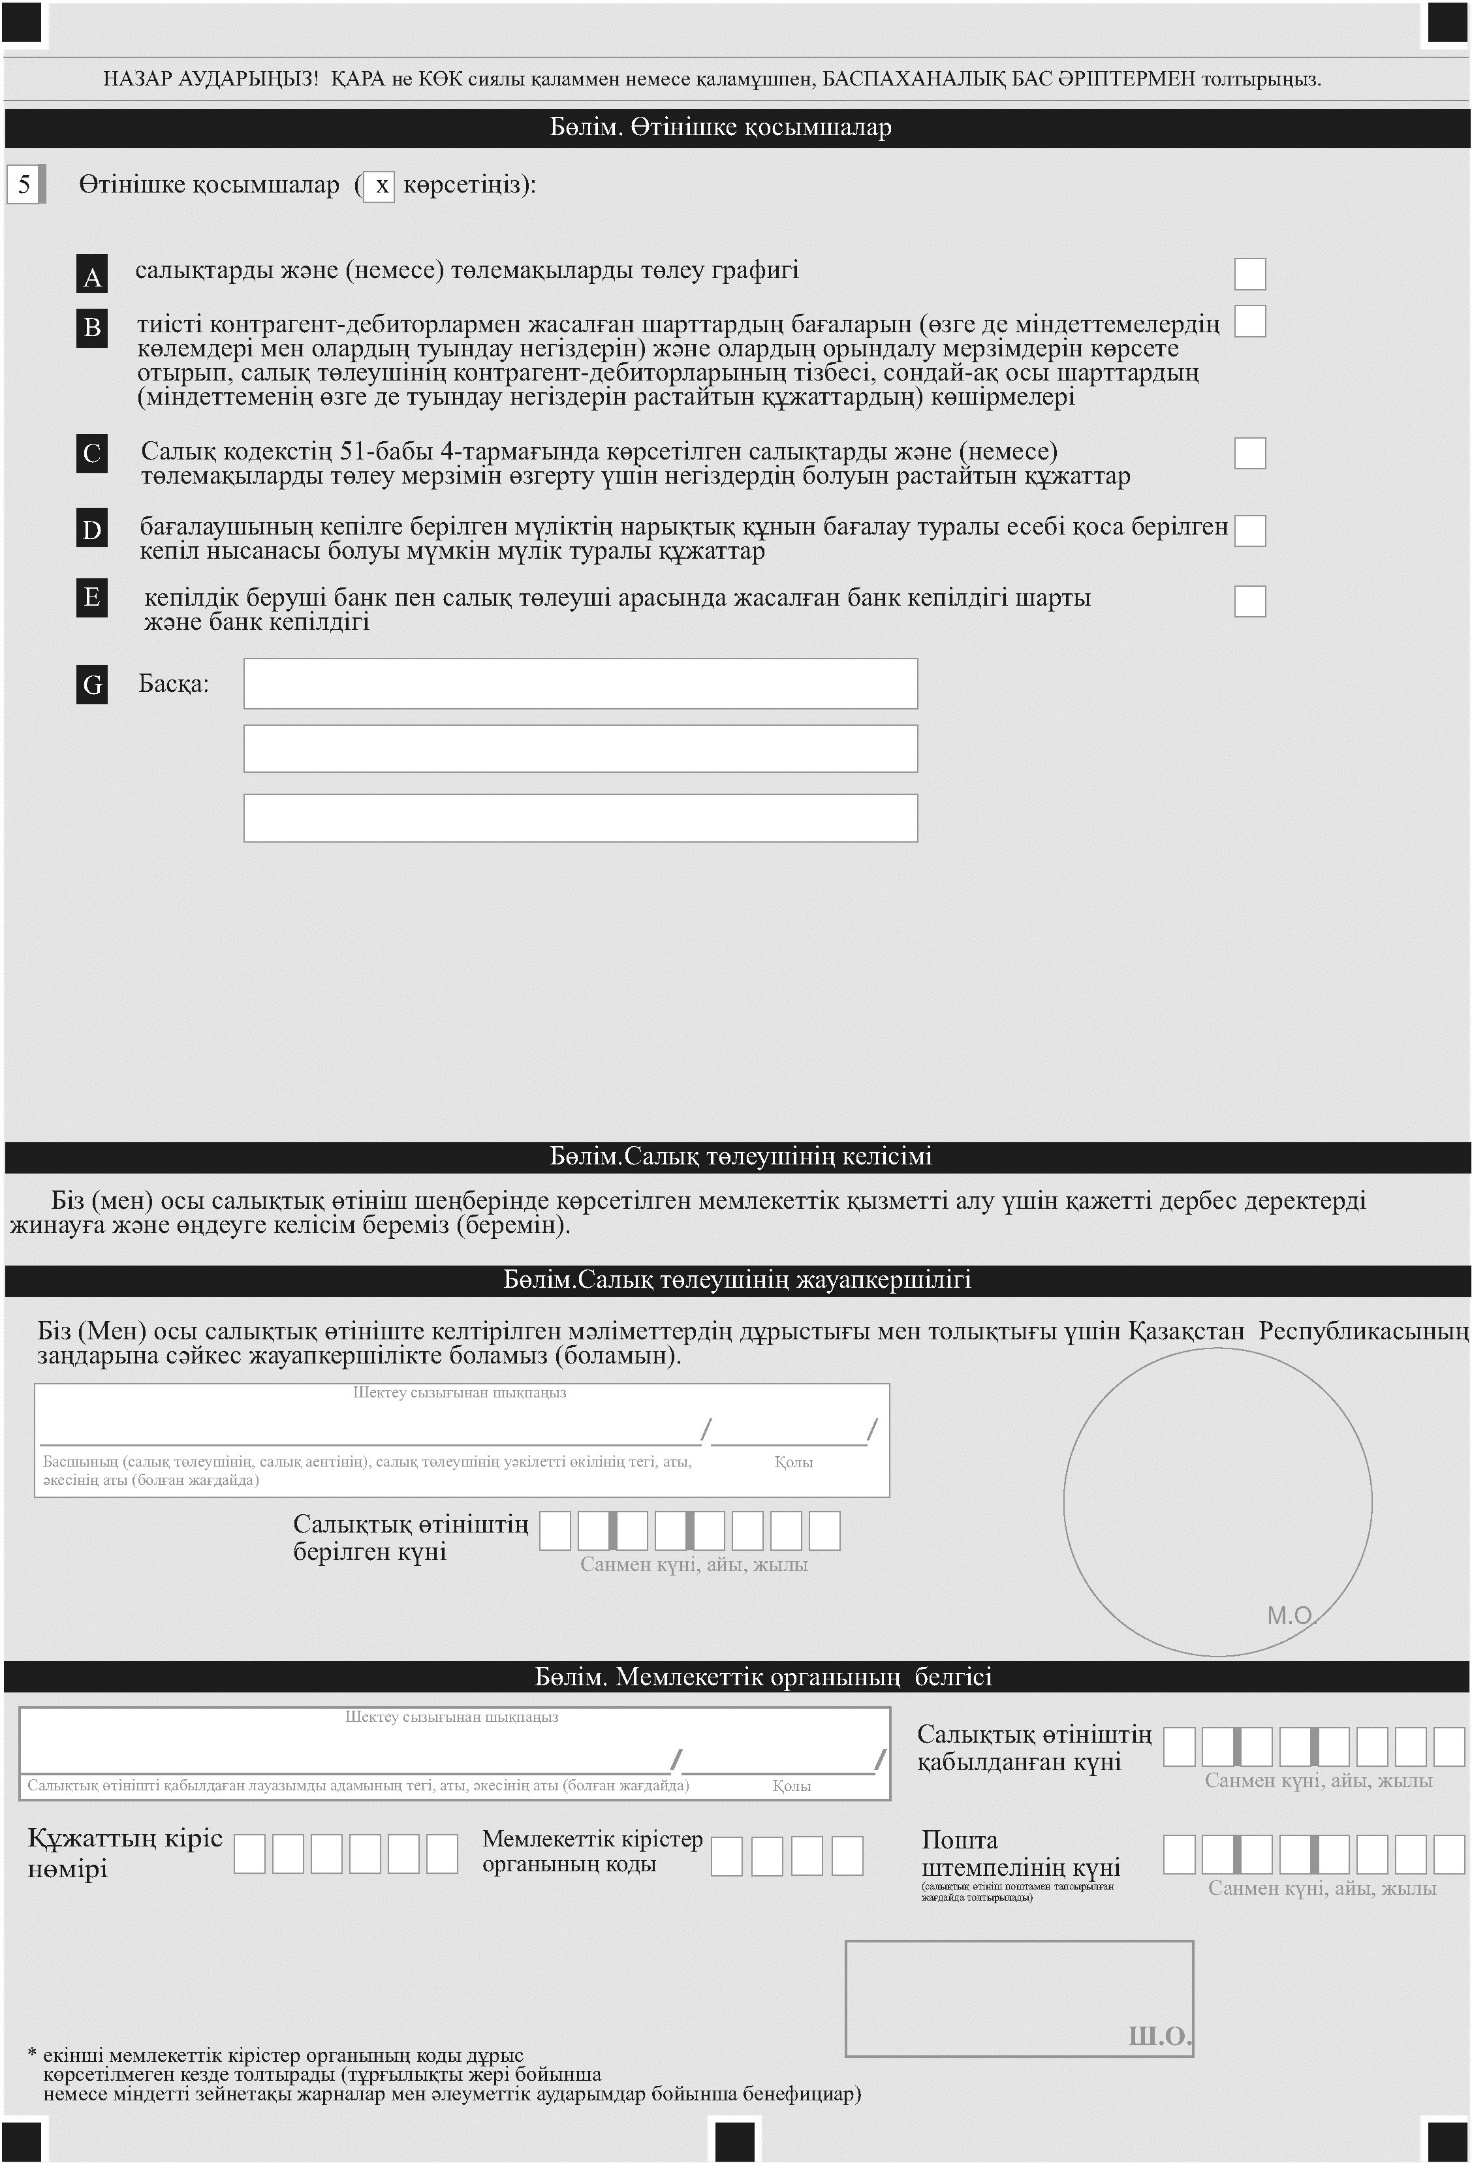 НАЗАР АУДАРЫҢЫЗ! ҚАРА не КӨК сиялы қаламмен немесе қаламұшпен, БАСПАХАНАЛЫҚ БАС ӘРІПТЕРМЕН толтырыңыз.
Бөлім. Өтінішке қосымшалар
5 Өтінішке қосымшалар ( x көрсетіңіз):
A салықтарды және (немесе) төлемақыларды төлеу графигі
B тиісті контрагент-дебиторлармен жасалған шарттардың бағаларын (өзге де міндеттемелердің
көлемдері мен олардың туындау негіздерін) және олардың орындалу мерзімдерін көрсете
отырып, салық төлеушінің контрагент-дебиторларының тізбесі, сондай-ақ осы шарттардың
(міндеттеменің өзге де туындау негіздерін растайтын құжаттардың) көшірмелері
C Салық кодекстің 51-бабы 4-тармағында көрсетілген салықтарды және (немесе)
төлемақыларды төлеу мерзімін өзгерту үшін негіздердің болуын растайтын құжаттар
D бағалаушының кепілге берілген мүліктің нарықтық құнын бағалау туралы есебі қоса берілген
кепіл нысанасы болуы мүмкін мүлік туралы құжаттар
E кепілдік беруші банк пен салық төлеуші арасында жасалған банк кепілдігі шарты
және банк кепілдігі
G Басқа:
Бөлім.Салық төлеушінің келісімі
Біз (мен) осы салықтық өтініш шеңберінде көрсетілген мемлекеттік қызметті алу үшін қажетті дербес деректерді
жинауға және өңдеуге келісім береміз (беремін).
Бөлім.Салық төлеушінің жауапкершілігі
Біз (Мен) осы салықтық өтініште келтірілген мәліметтердің дұрыстығы мен толықтығы үшін Қазақстан Республикасының
заңдарына сәйкес жауапкершілікте боламыз (боламын).
Шектеу сызығынан шықпаңыз
/ /
Басшының (салық төлеушінің, салық аентінің), салық төлеушінің уәкілетті өкілінің тегі, аты, Қолы
әкесінің аты (болған жағдайда)
Салықтық өтініштің
берілген күні
Санмен күні, айы, жылы
М.О.
Бөлім. Мемлекеттік органының белгісі
Шектеу сызығынан шықпаңыз
/ /
Салықтық өтінішті қабылдаған лауазымды адамының тегі, аты, әкесінің аты (болған жағдайда) Қолы
Салықтық өтініштің
қабылданған күні
Санмен күні, айы, жылы
Құжаттың кіріс
нөмірі
Мемлекеттік кірістер
органының коды
Пошта
штемпелінің күні
(салықтық өтініш поштамен тапсырылған
жағдайда толтырылады)
Санмен күні, айы, жылы
Ш.О.
* екінші мемлекеттік кірістер органының коды дұрыс
көрсетілмеген кезде толтырады (тұрғылықты жері бойынша
немесе міндетті зейнетақы жарналар мен әлеуметтік аударымдар бойынша бенефициар)